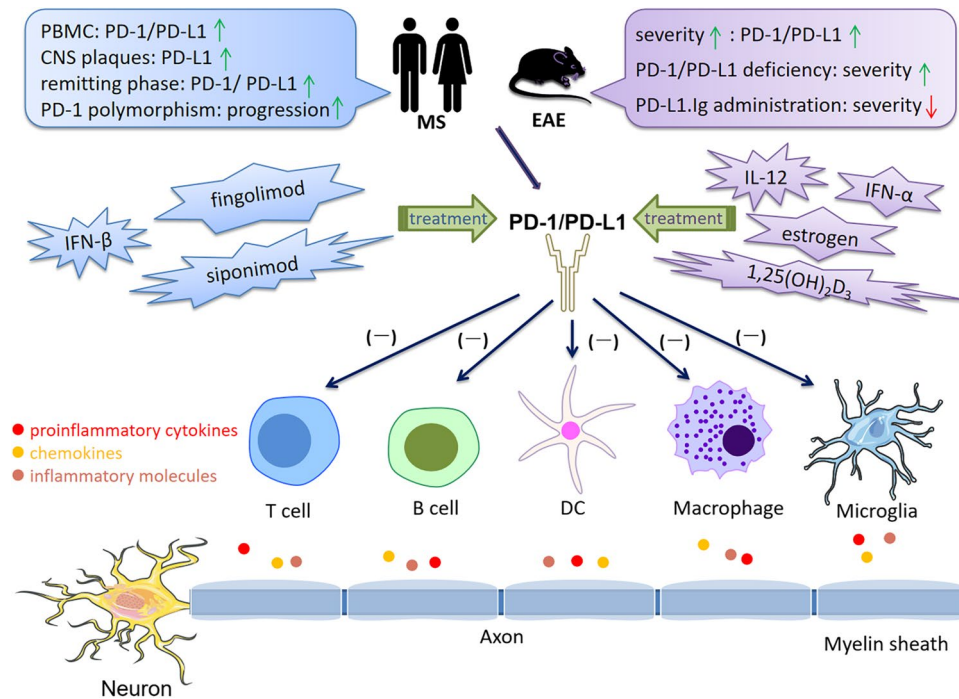 PBMC: PD-1/PD-L1 ↑
CNS plaques: PD-L1 ↑
remitting phase: PD-1/ PD-L1 ↑
PD-1 polymorphism: progression ↑
MS
EAE
severity ↑ : PD-1/PD-L1 ↑
PD-1/PD-L1 deficiency: severity ↑
PD-L1.Ig administration: severity ↓
fingolimod
IFN-β
siponimod
treatment
PD-1/PD-L1
treatment
IL-12
IFN-α
estrogen
1,25(OH)₂D₃
(—)
(—)
(—)
(—)
(—)
proinflammatory cytokines
chemokines
inflammatory molecules
T cell
B cell
DC
Macrophage
Microglia
Axon
Myelin sheath
Neuron